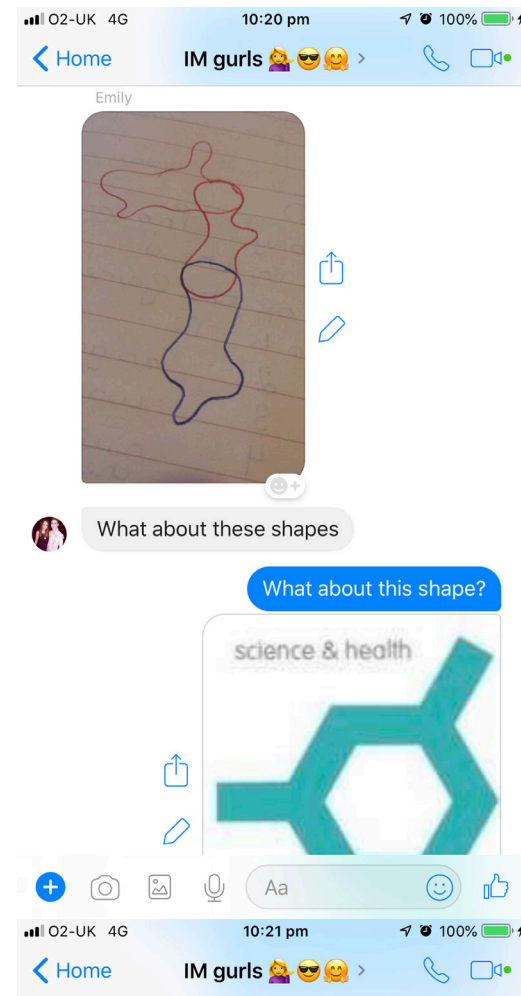 O2-UK 4G 10:20 pm 100%
Home IM gurls 💁‍♀️😎🤗 >
Emily
What about these shapes
What about this shape?
science & health
Aa
O2-UK 4G 10:21 pm 100%
Home IM gurls 💁‍♀️😎🤗 >